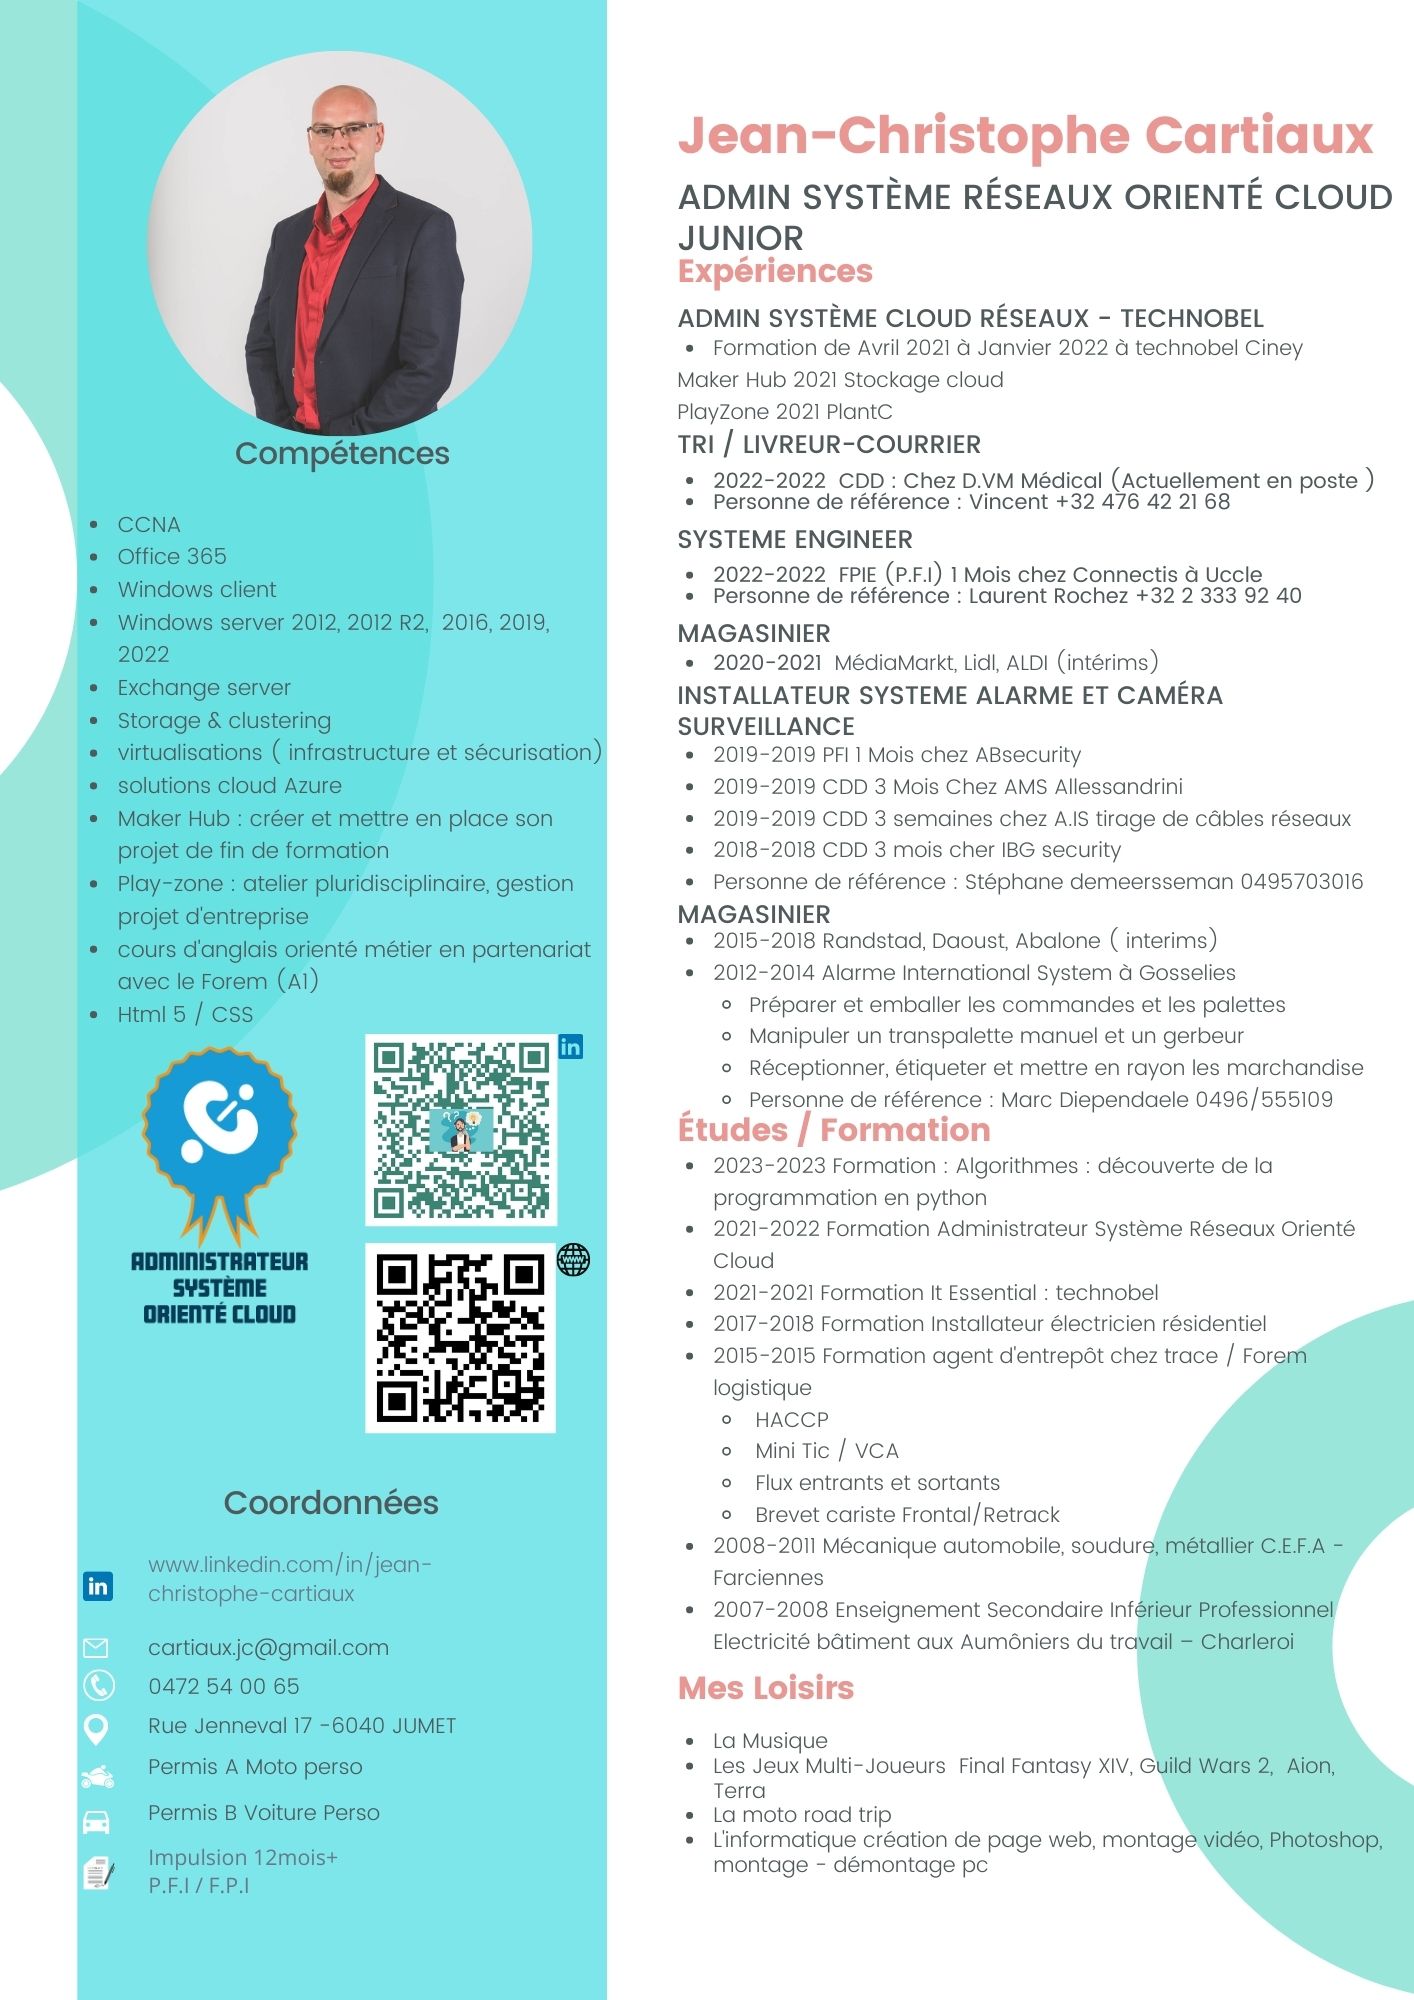 Jean-Christophe Cartiaux
ADMIN SYSTÈME RÉSEAUX ORIENTÉ CLOUD
JUNIOR
Expériences
ADMIN SYSTÈME CLOUD RÉSEAUX - TECHNOBEL
• Formation de Avril 2021 à Janvier 2022 à technobel Ciney
Maker Hub 2021 Stockage cloud
PlayZone 2021 PlantC
TRI / LIVREUR-COURRIER
• 2022-2022 CDD : Chez D.VM Médical (Actuellement en poste )
• Personne de référence : Vincent +32 476 42 21 68
SYSTEME ENGINEER
• 2022-2022 FPIE (P.F.I) 1 Mois chez Connectis à Uccle
• Personne de référence : Laurent Rochez +32 2 333 92 40
MAGASINIER
• 2020-2021 MédiaMarkt, Lidl, ALDI (intérims)
INSTALLATEUR SYSTEME ALARME ET CAMÉRA
SURVEILLANCE
• 2019-2019 PFI 1 Mois chez ABsecurity
• 2019-2019 CDD 3 Mois Chez AMS Allessandrini
• 2019-2019 CDD 3 semaines chez A.IS tirage de câbles réseaux
• 2018-2018 CDD 3 mois cher IBG security
• Personne de référence : Stéphane demeersseman 0495703016
MAGASINIER
• 2015-2018 Randstad, Daoust, Abalone ( interims)
• 2012-2014 Alarme International System à Gosselies
◦ Préparer et emballer les commandes et les palettes
◦ Manipuler un transpalette manuel et un gerbeur
◦ Réceptionner, étiqueter et mettre en rayon les marchandise
◦ Personne de référence : Marc Diependaele 0496/555109
Études / Formation
• 2023-2023 Formation : Algorithmes : découverte de la
programmation en python
• 2021-2022 Formation Administrateur Système Réseaux Orienté
Cloud
• 2021-2021 Formation It Essential : technobel
• 2017-2018 Formation Installateur électricien résidentiel
• 2015-2015 Formation agent d'entrepôt chez trace / Forem
logistique
◦ HACCP
◦ Mini Tic / VCA
◦ Flux entrants et sortants
◦ Brevet cariste Frontal/Retrack
• 2008-2011 Mécanique automobile, soudure, métallier C.E.F.A -
Farciennes
• 2007-2008 Enseignement Secondaire Inférieur Professionnel
Electricité bâtiment aux Aumôniers du travail – Charleroi
Mes Loisirs
• La Musique
• Les Jeux Multi-Joueurs Final Fantasy XIV, Guild Wars 2, Aion,
Terra
• La moto road trip
• L'informatique création de page web, montage vidéo, Photoshop,
montage - démontage pc
Compétences
• CCNA
• Office 365
• Windows client
• Windows server 2012, 2012 R2, 2016, 2019,
2022
• Exchange server
• Storage & clustering
• virtualisations ( infrastructure et sécurisation)
• solutions cloud Azure
• Maker Hub : créer et mettre en place son
projet de fin de formation
• Play-zone : atelier pluridisciplinaire, gestion
projet d'entreprise
• cours d'anglais orienté métier en partenariat
avec le Forem (A1)
• Html 5 / CSS
in
WWW
ADMINISTRATEUR
SYSTÈME
ORIENTÉ CLOUD
Coordonnées
in
www.linkedin.com/in/jean-
christophe-cartiaux
cartiaux.jc@gmail.com
0472 54 00 65
Rue Jenneval 17 -6040 JUMET
Permis A Moto perso
Permis B Voiture Perso
Impulsion 12mois+
P.F.I / F.P.I